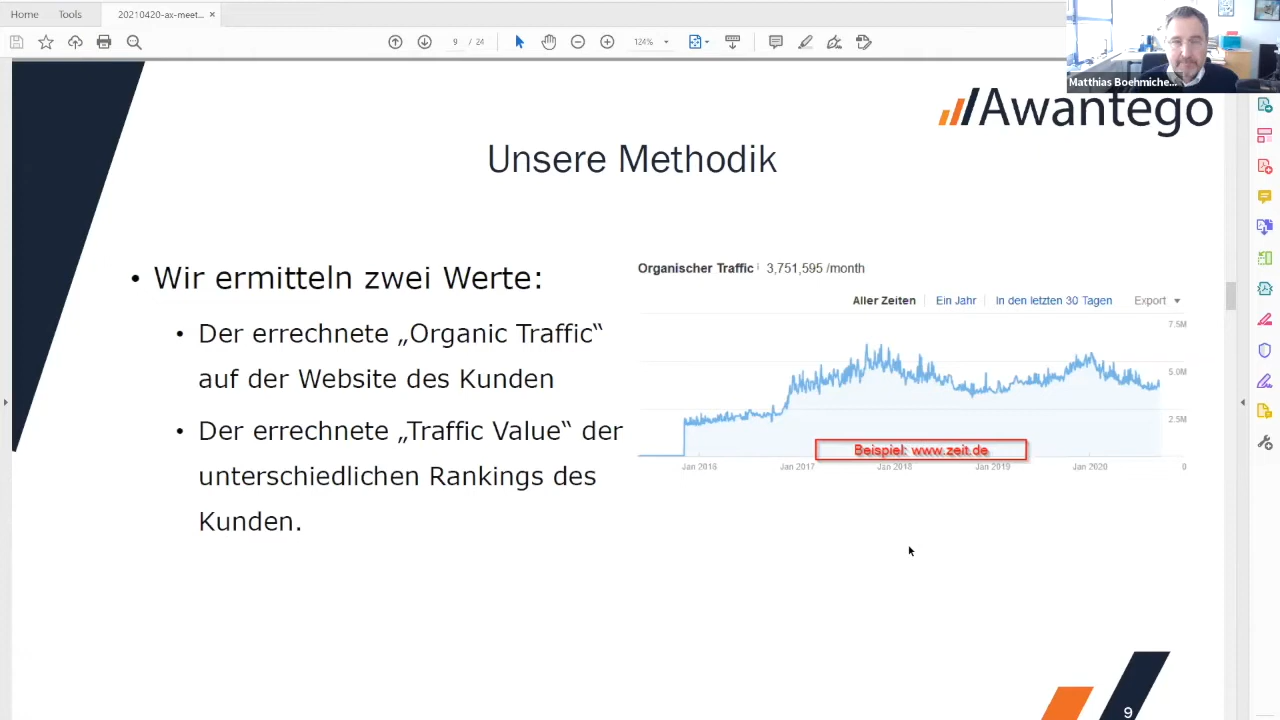 Home
Tools
20210420-ax-meet...
×
9 / 24
124%
Matthias Boehmiche...
Awantego
Unsere Methodik
• Wir ermitteln zwei Werte:
• Der errechnete „Organic Traffic“
auf der Website des Kunden
• Der errechnete „Traffic Value“ der
unterschiedlichen Rankings des
Kunden.
Organischer Traffic i 3,751,595 /month
Aller Zeiten
Ein Jahr
In den letzten 30 Tagen
Export
7.5M
5.0M
2.5M
Beispiel: www.zeit.de
Jan 2016
Jan 2017
Jan 2018
Jan 2019
Jan 2020
0
9